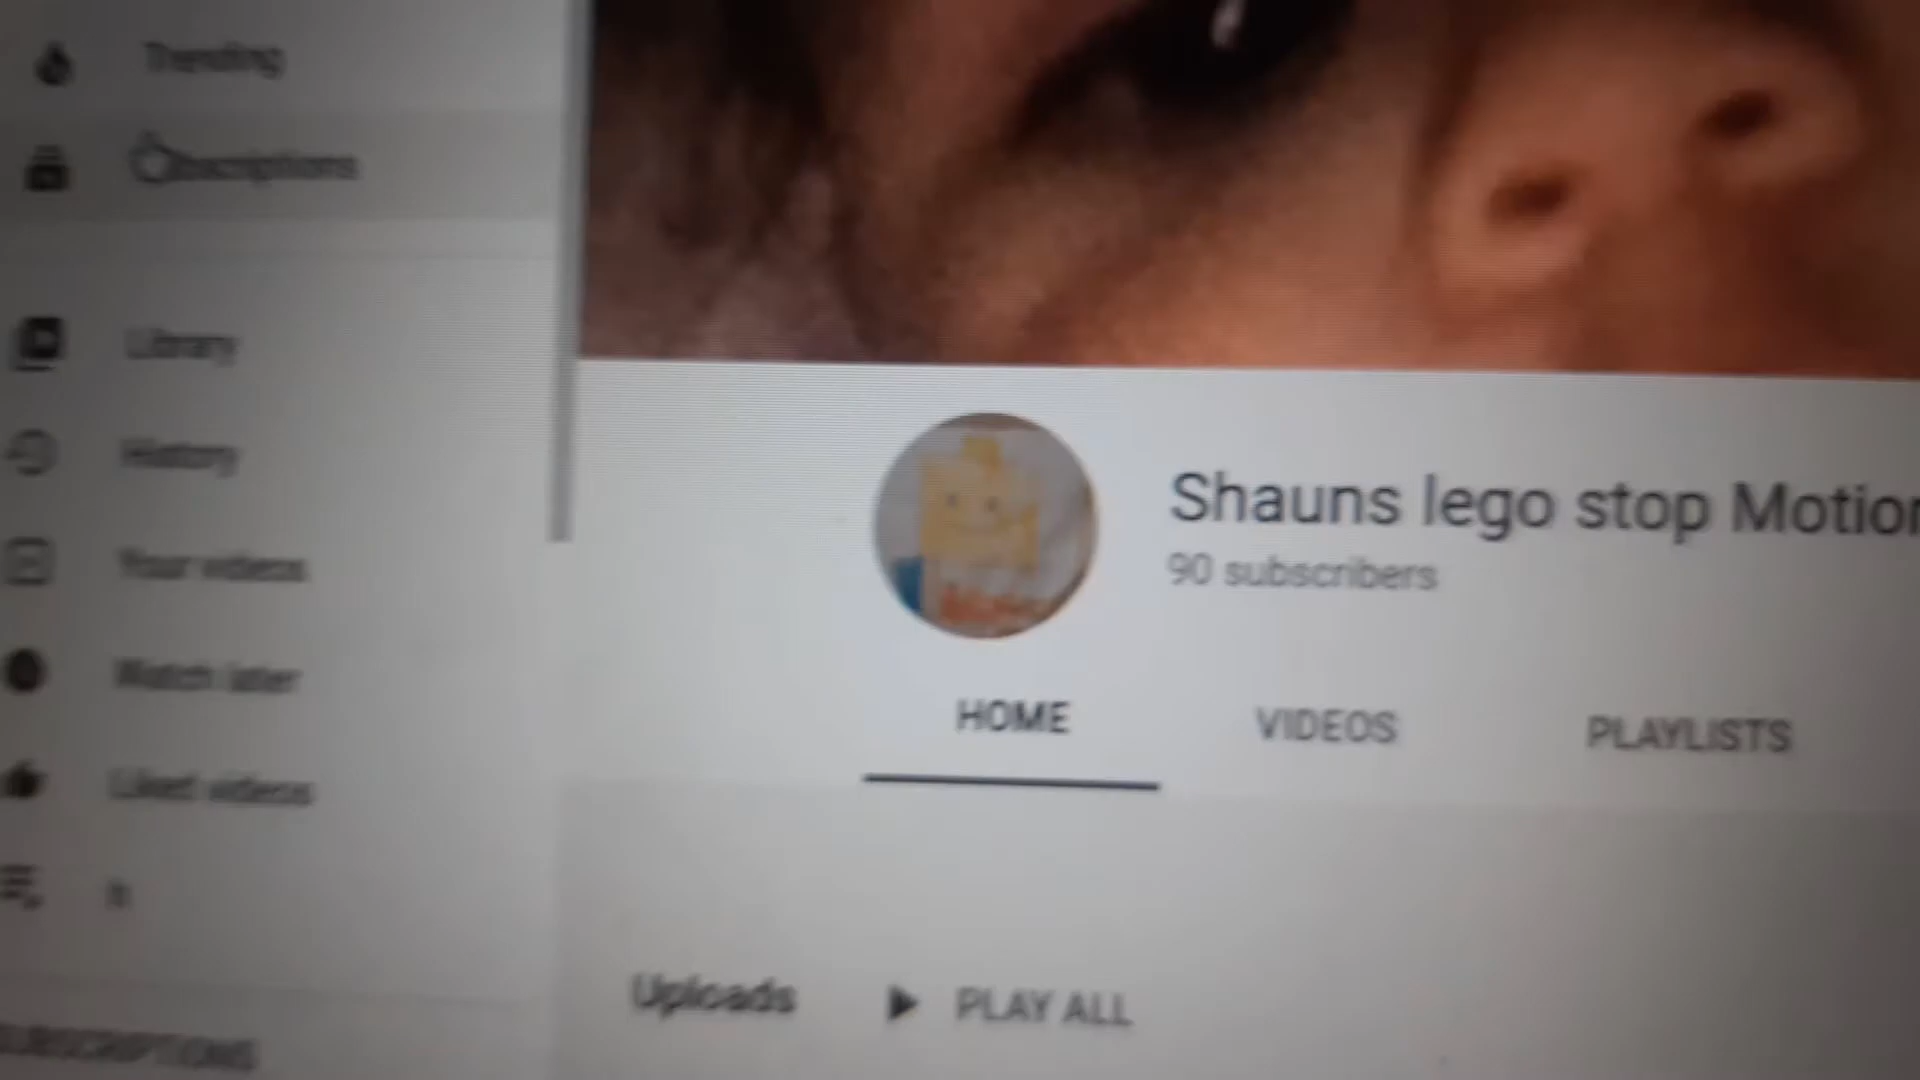 Trending
Subscriptions
Library
History
Your videos
Watch later
Liked videos
SUBSCRIPTIONS
Shauns lego stop Motion
90 subscribers
HOME VIDEOS PLAYLISTS
Uploads PLAY ALL